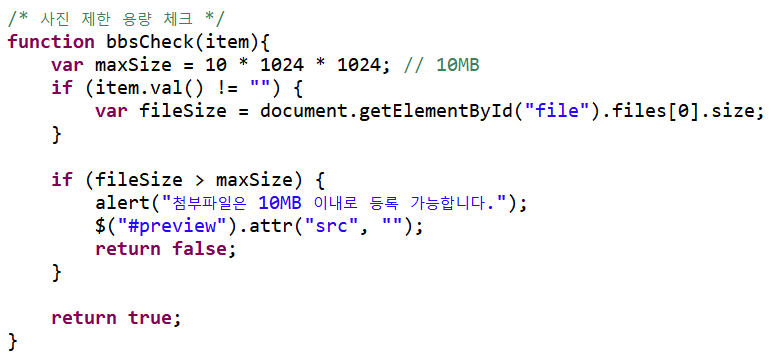 /* 사진 제한 용량 체크 */
function bbsCheck(item){
    var maxSize = 10 * 1024 * 1024; // 10MB
    if (item.val() != "") {
        var fileSize = document.getElementById("file").files[0].size;
    }

    if (fileSize > maxSize) {
        alert("첨부파일은 10MB 이내로 등록 가능합니다.");
        $("#preview").attr("src", "");
        return false;
    }

    return true;
}